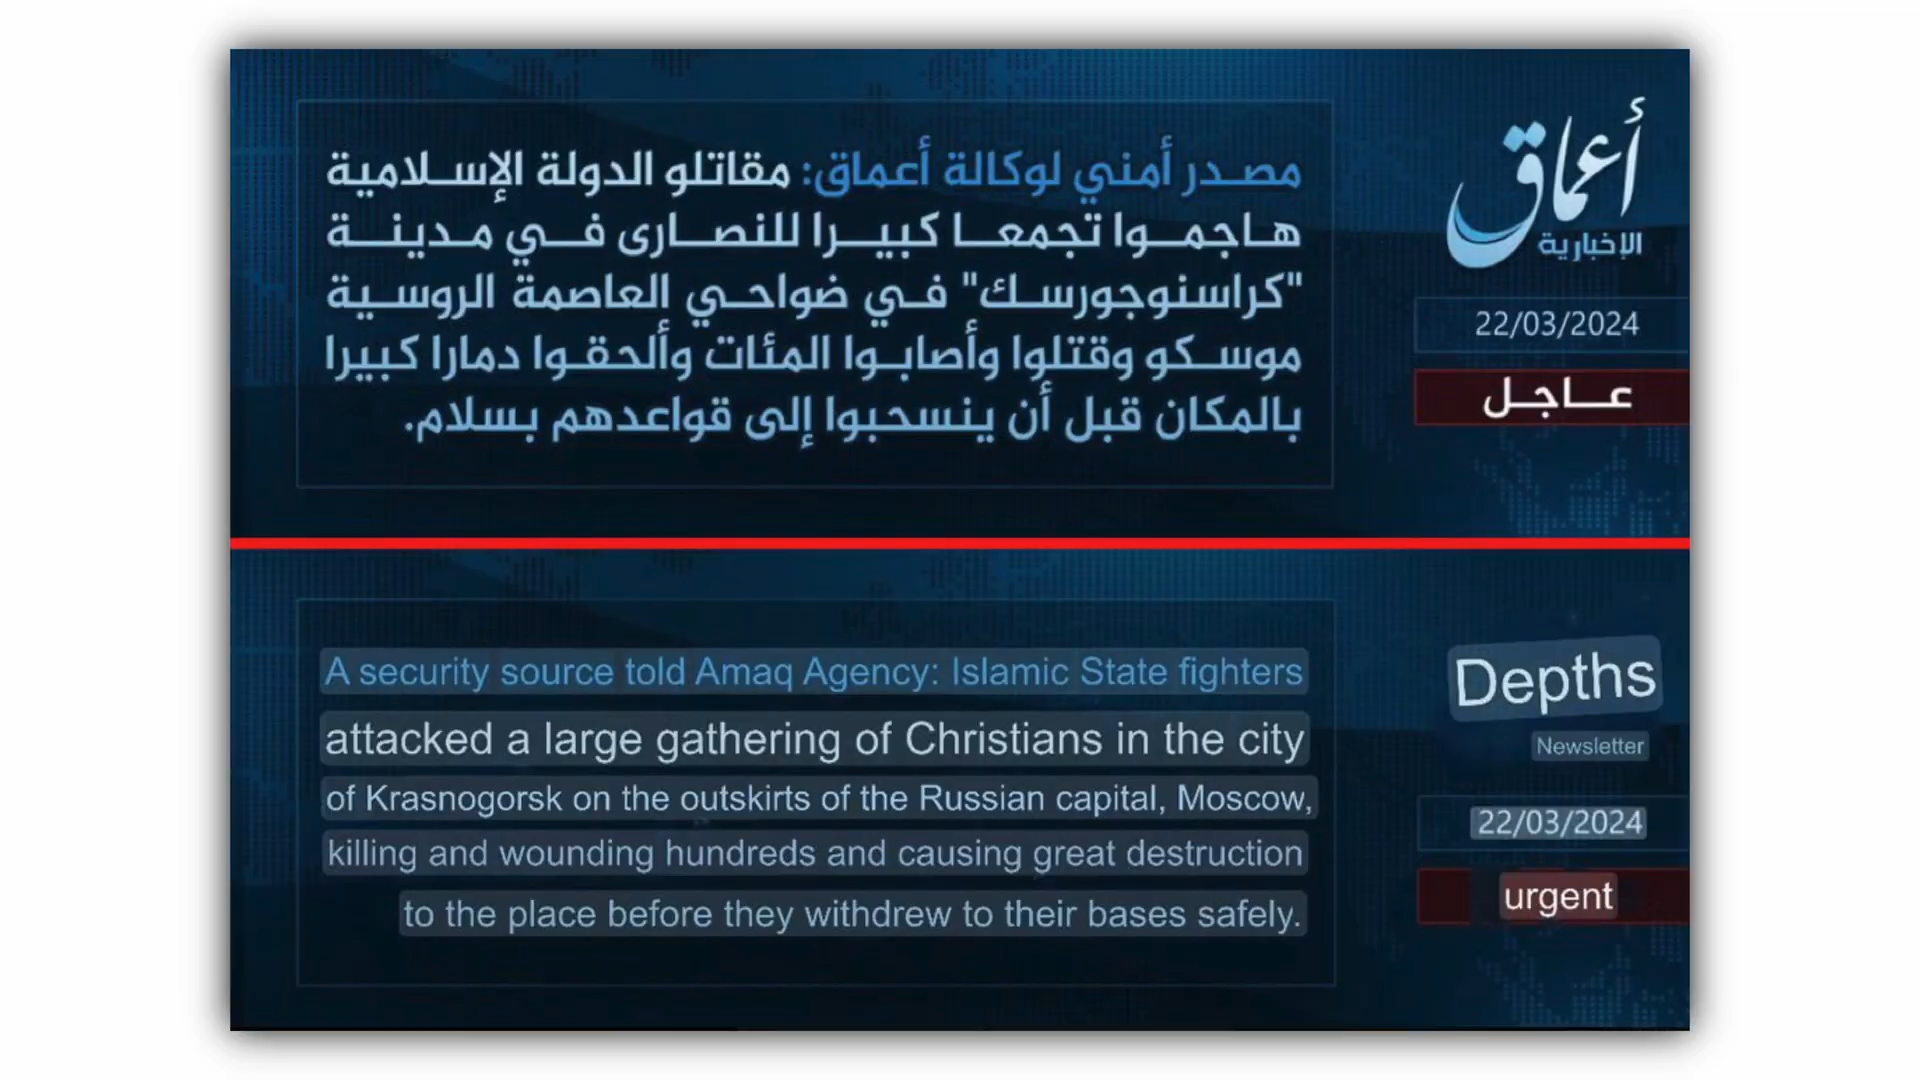 مصدر أمني لوكالة أعماق: مقاتلو الدولة الإسلامية
هاجموا تجمعا كبيرا للنصارى في مدينة
"كراسنوجورسك" في ضواحي العاصمة الروسية
موسكو وقتلوا وأصابوا المئات وألحقوا دمارا كبيرا
بالمكان قبل أن ينسحبوا إلى قواعدهم بسلام.
أعماق
الإخبارية
22/03/2024
عاجل
A security source told Amaq Agency: Islamic State fighters
attacked a large gathering of Christians in the city
of Krasnogorsk on the outskirts of the Russian capital, Moscow,
killing and wounding hundreds and causing great destruction
to the place before they withdrew to their bases safely.
Depths
Newsletter
22/03/2024
urgent